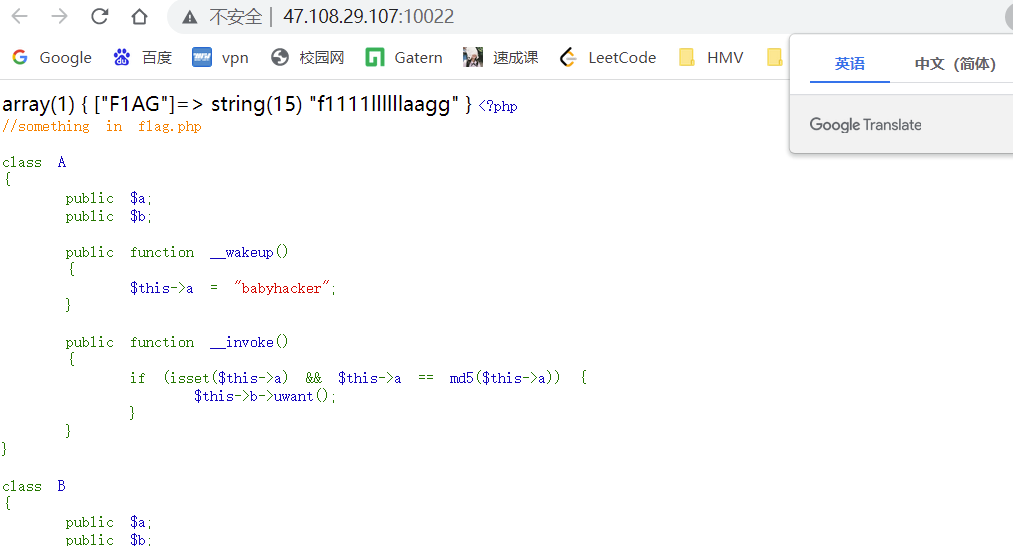 不安全 | 47.108.29.107:10022
Google 百度 vpn 校园网 Gatern 速成课 LeetCode HMV
英语 中文（简体）
Google Translate
array(1) { ["F1AG"]=> string(15) "f1111llllllaagg" } <?php
//something in flag.php
class A
{
public $a;
public $b;
public function __wakeup()
{
$this->a = "babyhacker";
}
public function __invoke()
{
if (isset($this->a) && $this->a == md5($this->a)) {
$this->b->uwant();
}
}
}
class B
{
public $a;
public $b;